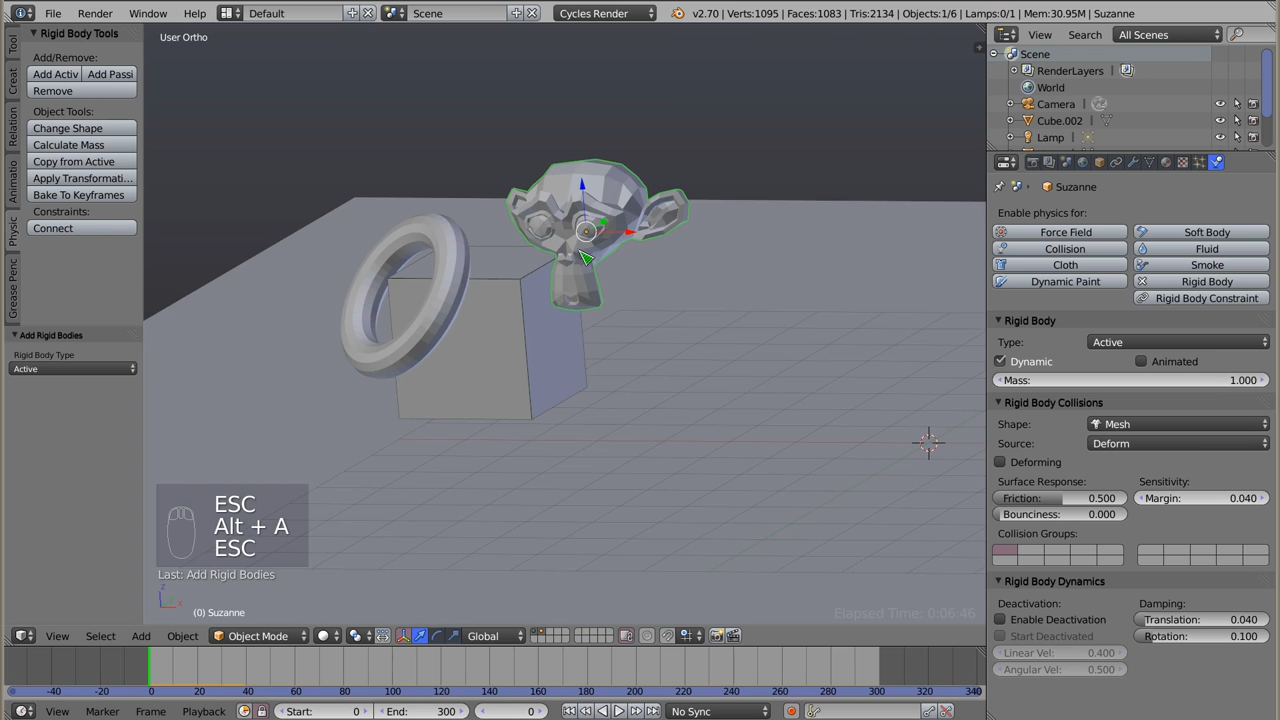 File Render Window Help Default Scene Cycles Render v2.70 | Verts:1095 | Faces:1083 | Tris:2134 | Objects:1/6 | Lamps:0/1 | Mem:30.95M | Suzanne
Rigid Body Tools
Add/Remove:
Add Activ Add Passi
Remove
Object Tools:
Change Shape
Calculate Mass
Copy from Active
Apply Transformati...
Bake To Keyframes
Constraints:
Connect
Tool
Creat
Relation
Animatio
Physic
Grease Penc
Add Rigid Bodies
Rigid Body Type
Active
User Ortho
ESC
Alt + A
ESC
Last: Add Rigid Bodies
z
x
(0) Suzanne
Elapsed Time: 0:06:46
View Select Add Object Object Mode Global
-40 -20 0 20 40 60 80 100 120 140 160 180 200 220 240 260 280 300 320 340
View Marker Frame Playback Start: 0 End: 300 0 No Sync
View Search All Scenes
Scene
RenderLayers
World
Camera
Cube.002
Lamp
Suzanne
Enable physics for:
Force Field Soft Body
Collision Fluid
Cloth Smoke
Dynamic Paint Rigid Body
Rigid Body Constraint
Rigid Body
Type: Active
Dynamic Animated
Mass: 1.000
Rigid Body Collisions
Shape: Mesh
Source: Deform
Deforming
Surface Response: Sensitivity:
Friction: 0.500 Margin: 0.040
Bounciness: 0.000
Collision Groups:
Rigid Body Dynamics
Deactivation: Damping:
Enable Deactivation Translation: 0.040
Start Deactivated Rotation: 0.100
Linear Vel: 0.400
Angular Vel: 0.500